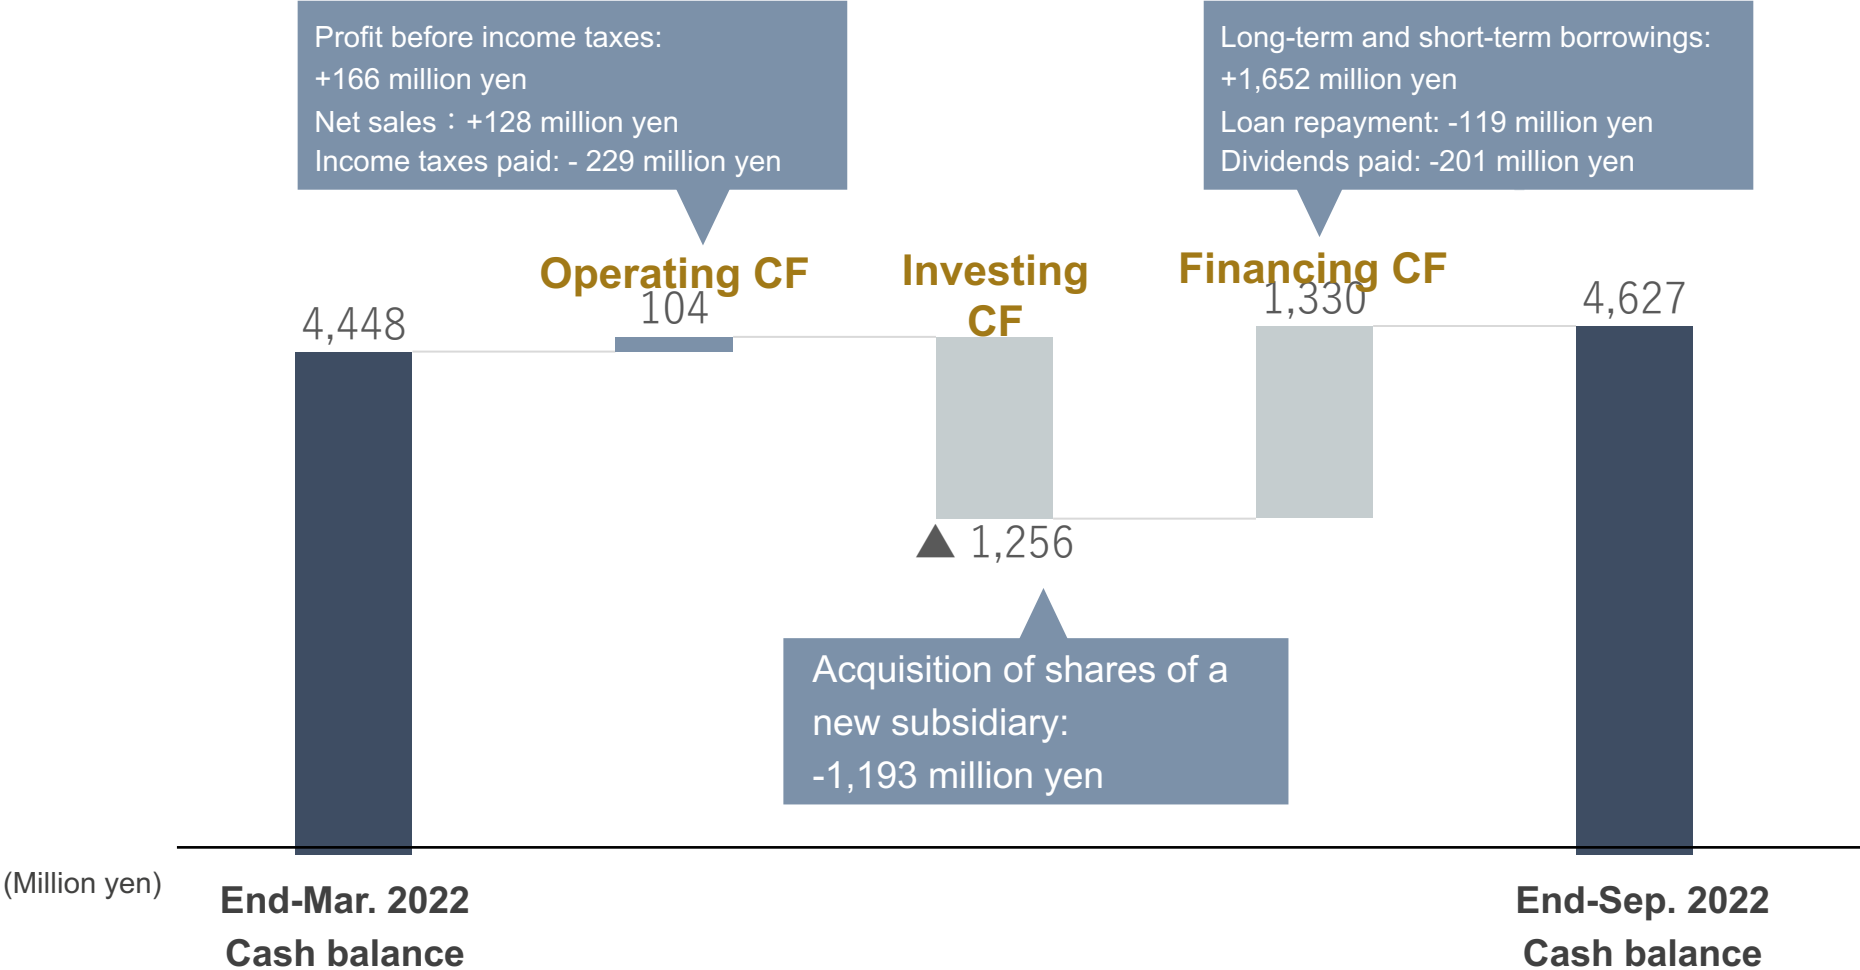 Profit before income taxes:
+166 million yen
Net sales：+128 million yen
Income taxes paid: - 229 million yen
Long-term and short-term borrowings:
+1,652 million yen
Loan repayment: -119 million yen
Dividends paid: -201 million yen
Operating CF
Investing
CF
Financing CF
4,448
104
1,330
4,627
▲ 1,256
Acquisition of shares of a
new subsidiary:
-1,193 million yen
(Million yen)
End-Mar. 2022
Cash balance
End-Sep. 2022
Cash balance